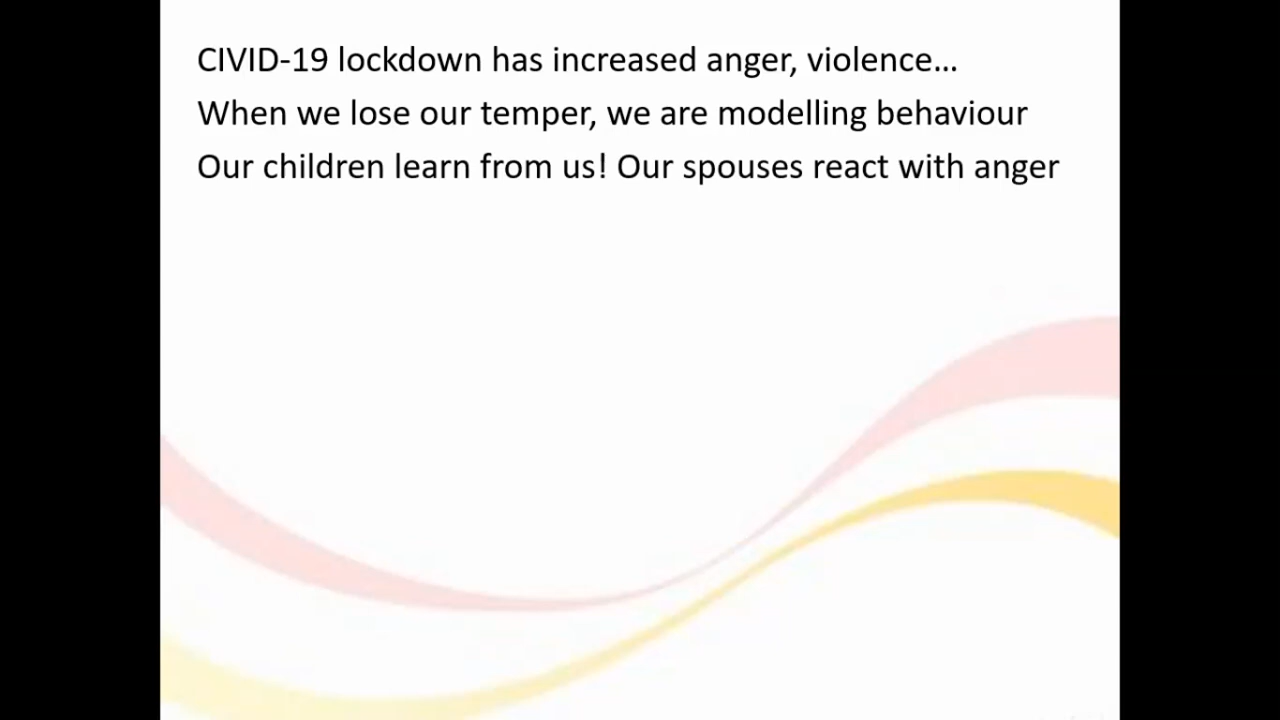 CIVID-19 lockdown has increased anger, violence…
When we lose our temper, we are modelling behaviour
Our children learn from us! Our spouses react with anger